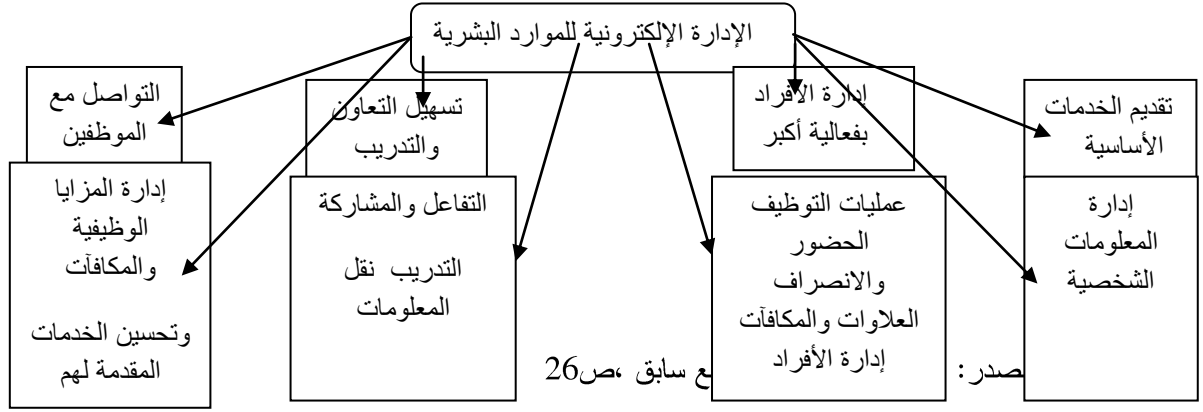 الإدارة الإلكترونية للموارد البشرية
تقديم الخدمات
الأساسية
إدارة الأفراد
بفعالية أكبر
تسهيل التعاون
والتدريب
التواصل مع
الموظفين
إدارة
المعلومات
الشخصية
عمليات التوظيف
الحضور
والانصراف
العلاوات والمكافآت
إدارة الأفراد
التفاعل والمشاركة
التدريب نقل
المعلومات
إدارة المزايا
الوظيفية
والمكافآت
وتحسين الخدمات
المقدمة لهم
صدر: ع سابق ،ص26